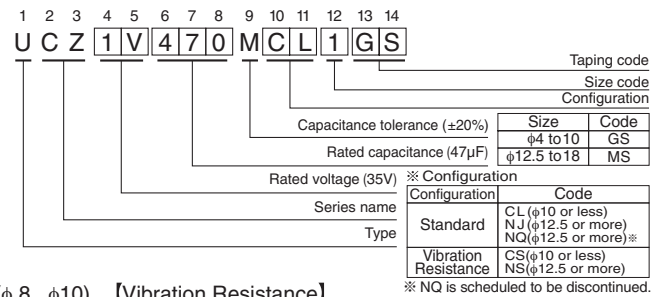 1 2 3 4 5 6 7 8 9 10 11 12 13 14
U C Z 1 V 4 7 0 M C L 1 G S
Taping code
Size code
Configuration
Capacitance tolerance (±20%)
Rated capacitance (47µF)
Rated voltage (35V)
Series name
Type
Size Code
ϕ4 to10 GS
ϕ12.5 to18 MS
※ Configuration
Configuration Code
Standard
CL(ϕ10 or less)
NJ(ϕ12.5 or more)
NQ(ϕ12.5 or more)※
Vibration Resistance
CS(ϕ10 or less)
NS(ϕ12.5 or more)
※ NQ is scheduled to be discontinued.
(ϕ 8 , ϕ10) 【Vibration Resistance】